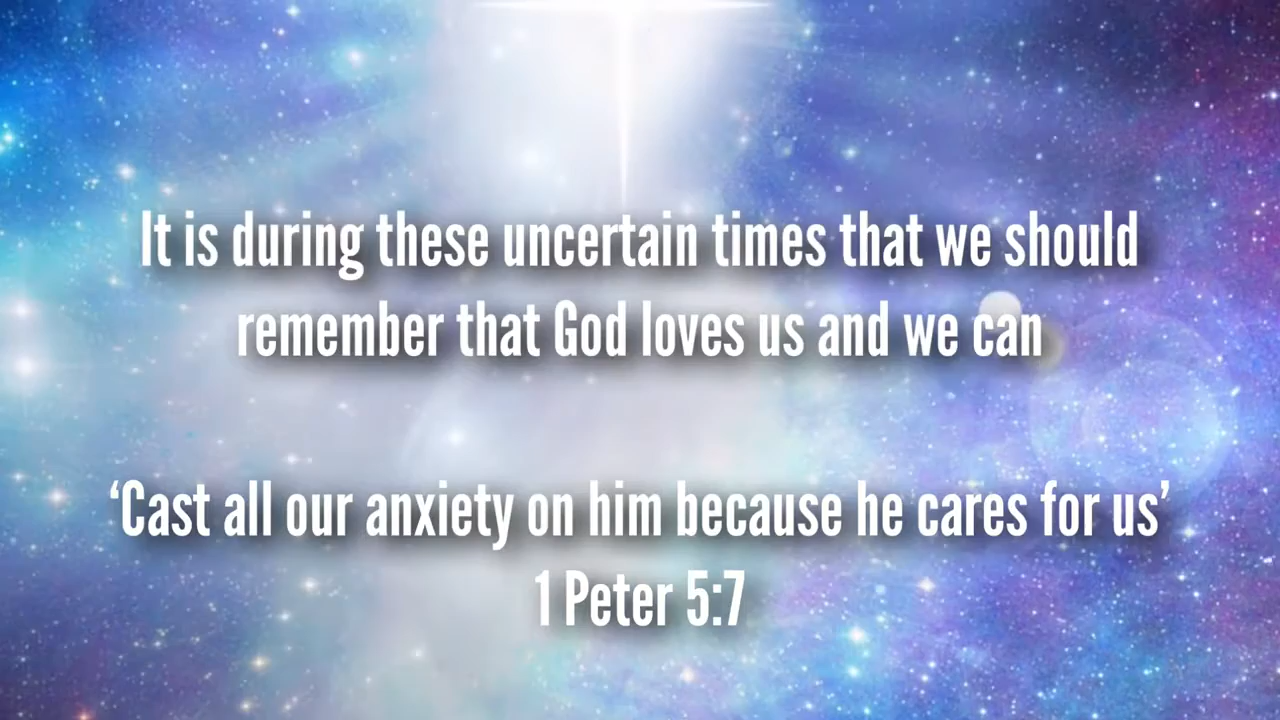 It is during these uncertain times that we should
remember that God loves us and we can
‘Cast all our anxiety on him because he cares for us’
1 Peter 5:7